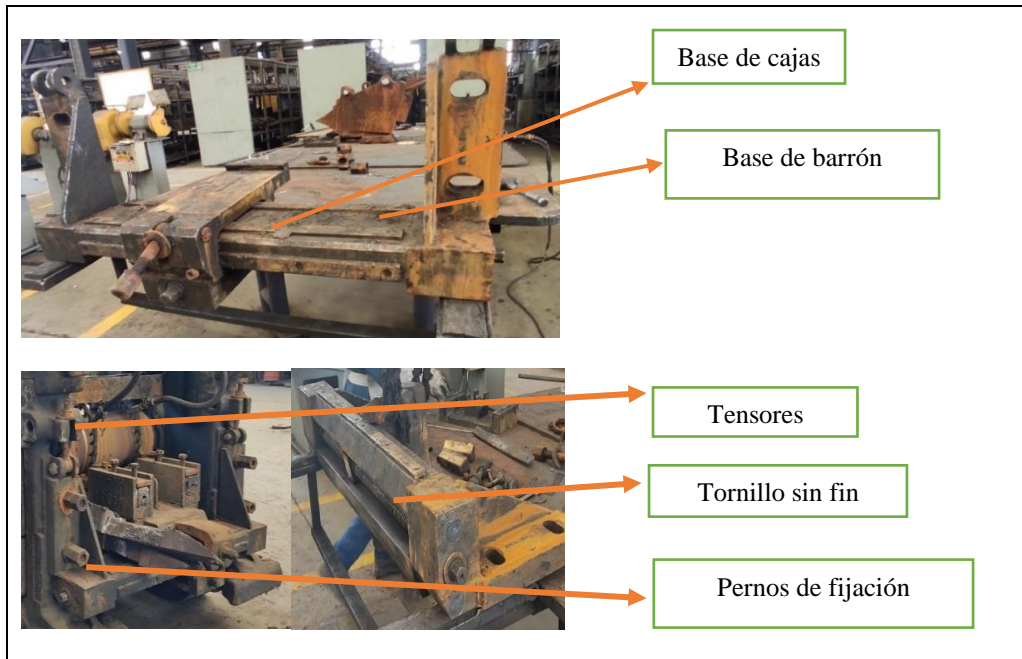 Base de cajas
Base de barrón
Tensores
Tornillo sin fin
Pernos de fijación